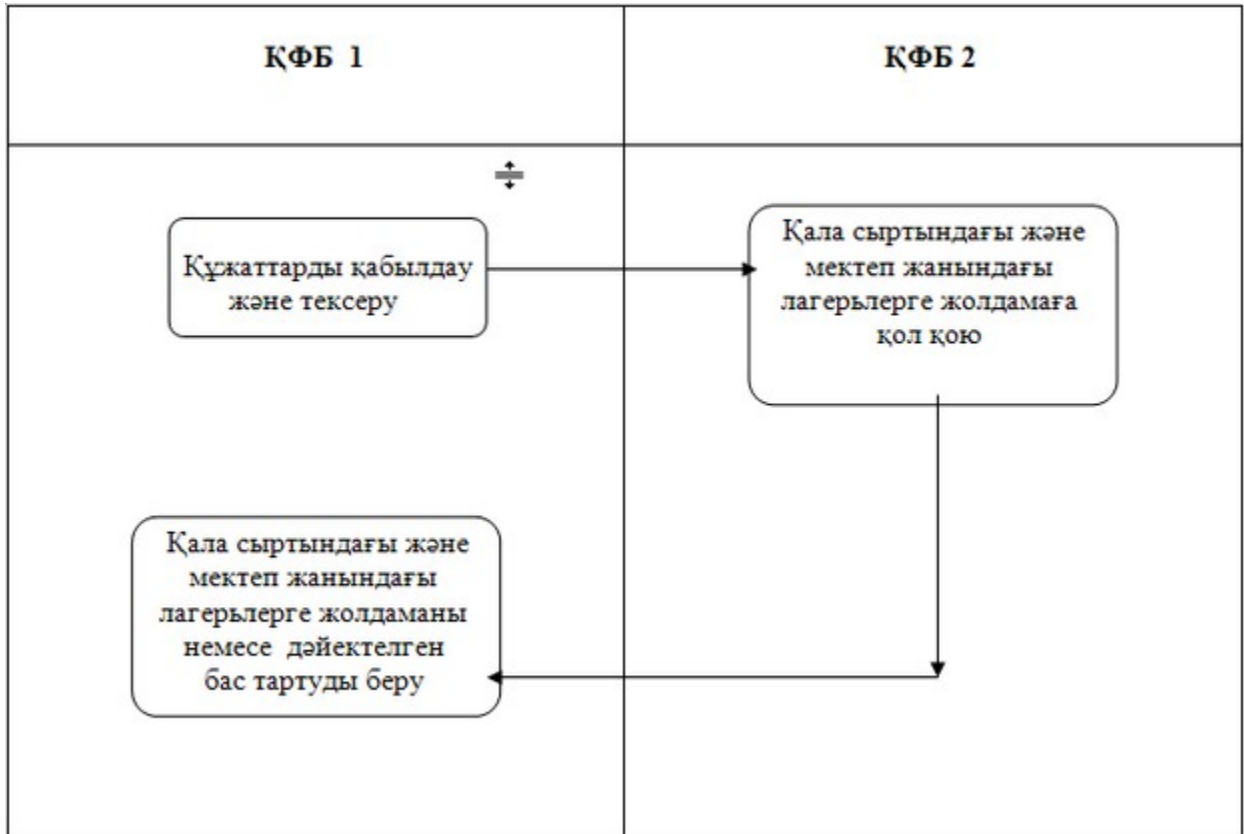 ҚФБ 1
ҚФБ 2
Құжаттарды қабылдау
және тексеру
Қала сыртындағы және
мектеп жанындағы
лагерьлерге жолдамаға
қол қою
Қала сыртындағы және
мектеп жанындағы
лагерьлерге жолдаманы
немесе дәйектелген
бас тартуды беру